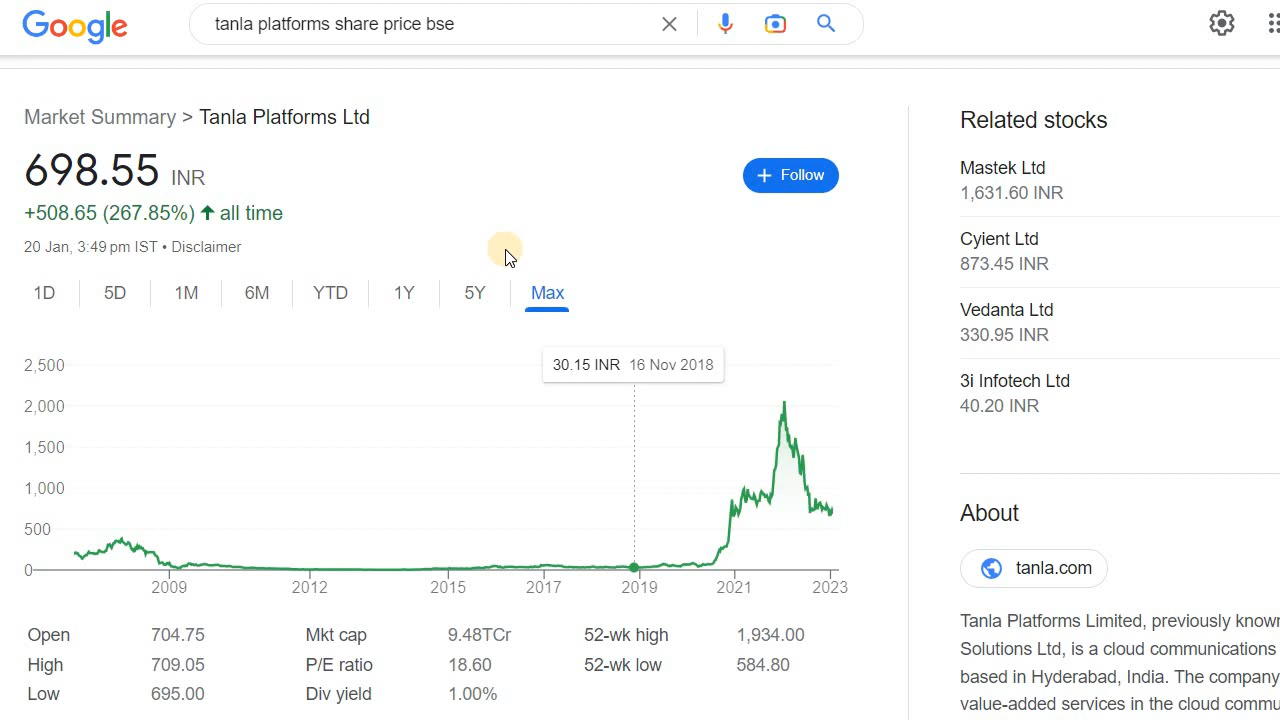 Google
tanla platforms share price bse
Market Summary > Tanla Platforms Ltd
698.55 INR
+508.65 (267.85%) all time
20 Jan, 3:49 pm IST • Disclaimer
Follow
1D 5D 1M 6M YTD 1Y 5Y Max
30.15 INR 16 Nov 2018
2,500
2,000
1,500
1,000
500
0
2009 2012 2015 2017 2019 2021 2023
Open 704.75 Mkt cap 9.48TCr 52-wk high 1,934.00
High 709.05 P/E ratio 18.60 52-wk low 584.80
Low 695.00 Div yield 1.00%
Related stocks
Mastek Ltd
1,631.60 INR
Cyient Ltd
873.45 INR
Vedanta Ltd
330.95 INR
3i Infotech Ltd
40.20 INR
About
tanla.com
Tanla Platforms Limited, previously known
Solutions Ltd, is a cloud communications
based in Hyderabad, India. The company
value-added services in the cloud commu